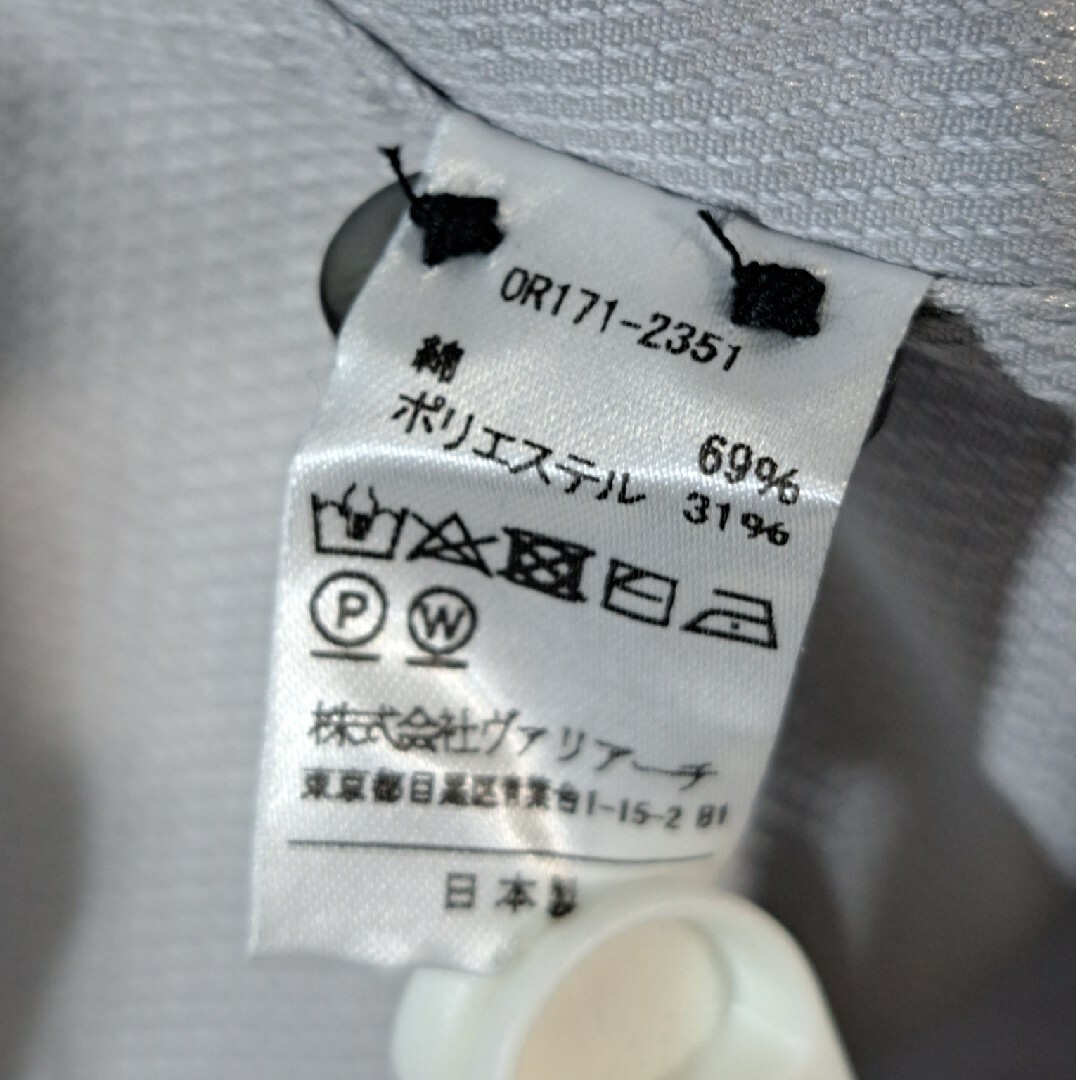 OR171-2351
綿 69%
ポリエステル 31%
P W
株式会社ヴァリアーチ
東京都目黒区青葉台1-15-2 B1
日本製